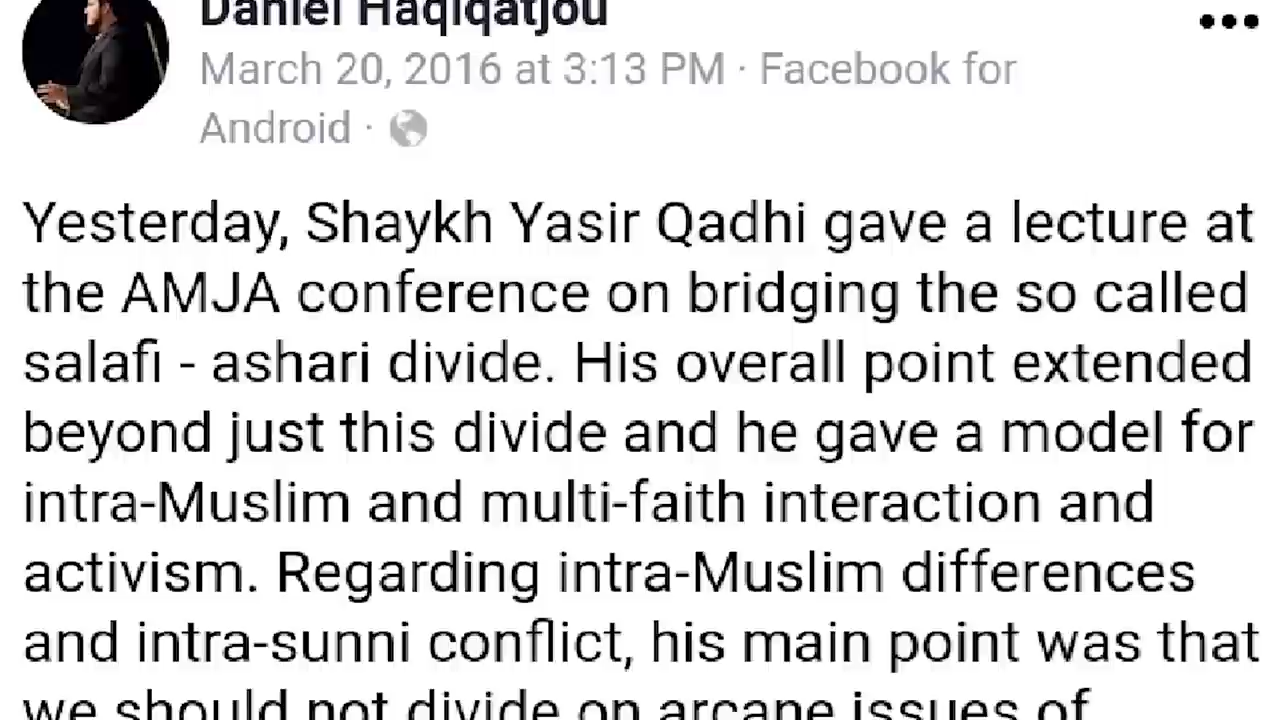 Daniel Haqiqatjou
March 20, 2016 at 3:13 PM · Facebook for
Android ·
Yesterday, Shaykh Yasir Qadhi gave a lecture at
the AMJA conference on bridging the so called
salafi - ashari divide. His overall point extended
beyond just this divide and he gave a model for
intra-Muslim and multi-faith interaction and
activism. Regarding intra-Muslim differences
and intra-sunni conflict, his main point was that
we should not divide on arcane issues of